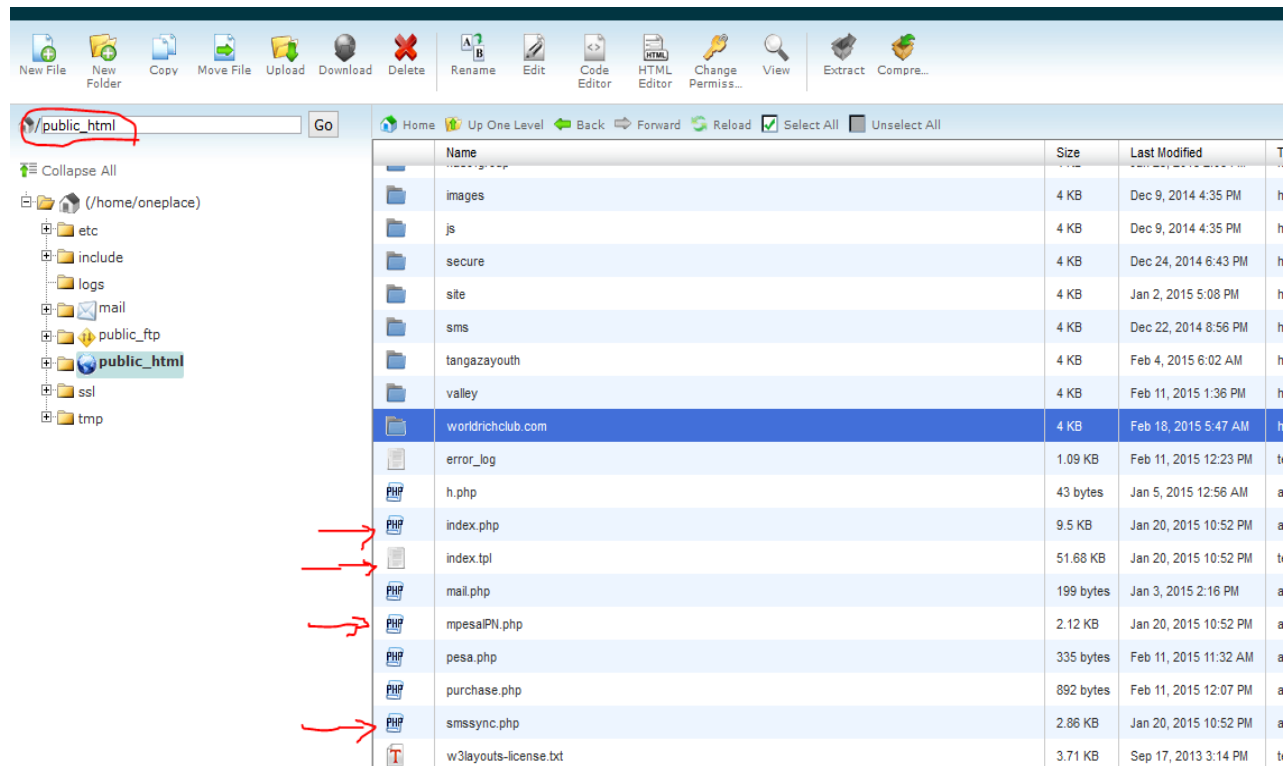 New File New Folder Copy Move File Upload Download Delete Rename Edit Code Editor HTML Editor Change Permiss... View Extract Compre...
/public_html Go
Home Up One Level Back Forward Reload Select All Unselect All
Collapse All
(/home/oneplace)
etc
include
logs
mail
public_ftp
public_html
ssl
tmp
Name Size Last Modified T
images 4 KB Dec 9, 2014 4:35 PM h
js 4 KB Dec 9, 2014 4:35 PM h
secure 4 KB Dec 24, 2014 6:43 PM h
site 4 KB Jan 2, 2015 5:08 PM h
sms 4 KB Dec 22, 2014 8:56 PM h
tangazayouth 4 KB Feb 4, 2015 6:02 AM h
valley 4 KB Feb 11, 2015 1:36 PM h
worldrichclub.com 4 KB Feb 18, 2015 5:47 AM h
error_log 1.09 KB Feb 11, 2015 12:23 PM te
PHP h.php 43 bytes Jan 5, 2015 12:56 AM a
PHP index.php 9.5 KB Jan 20, 2015 10:52 PM a
index.tpl 51.68 KB Jan 20, 2015 10:52 PM te
PHP mail.php 199 bytes Jan 3, 2015 2:16 PM a
PHP mpesaIPN.php 2.12 KB Jan 20, 2015 10:52 PM a
PHP pesa.php 335 bytes Feb 11, 2015 11:32 AM a
PHP purchase.php 892 bytes Feb 11, 2015 12:07 PM a
PHP smssync.php 2.86 KB Jan 20, 2015 10:52 PM a
T w3layouts-license.txt 3.71 KB Sep 17, 2013 3:14 PM te